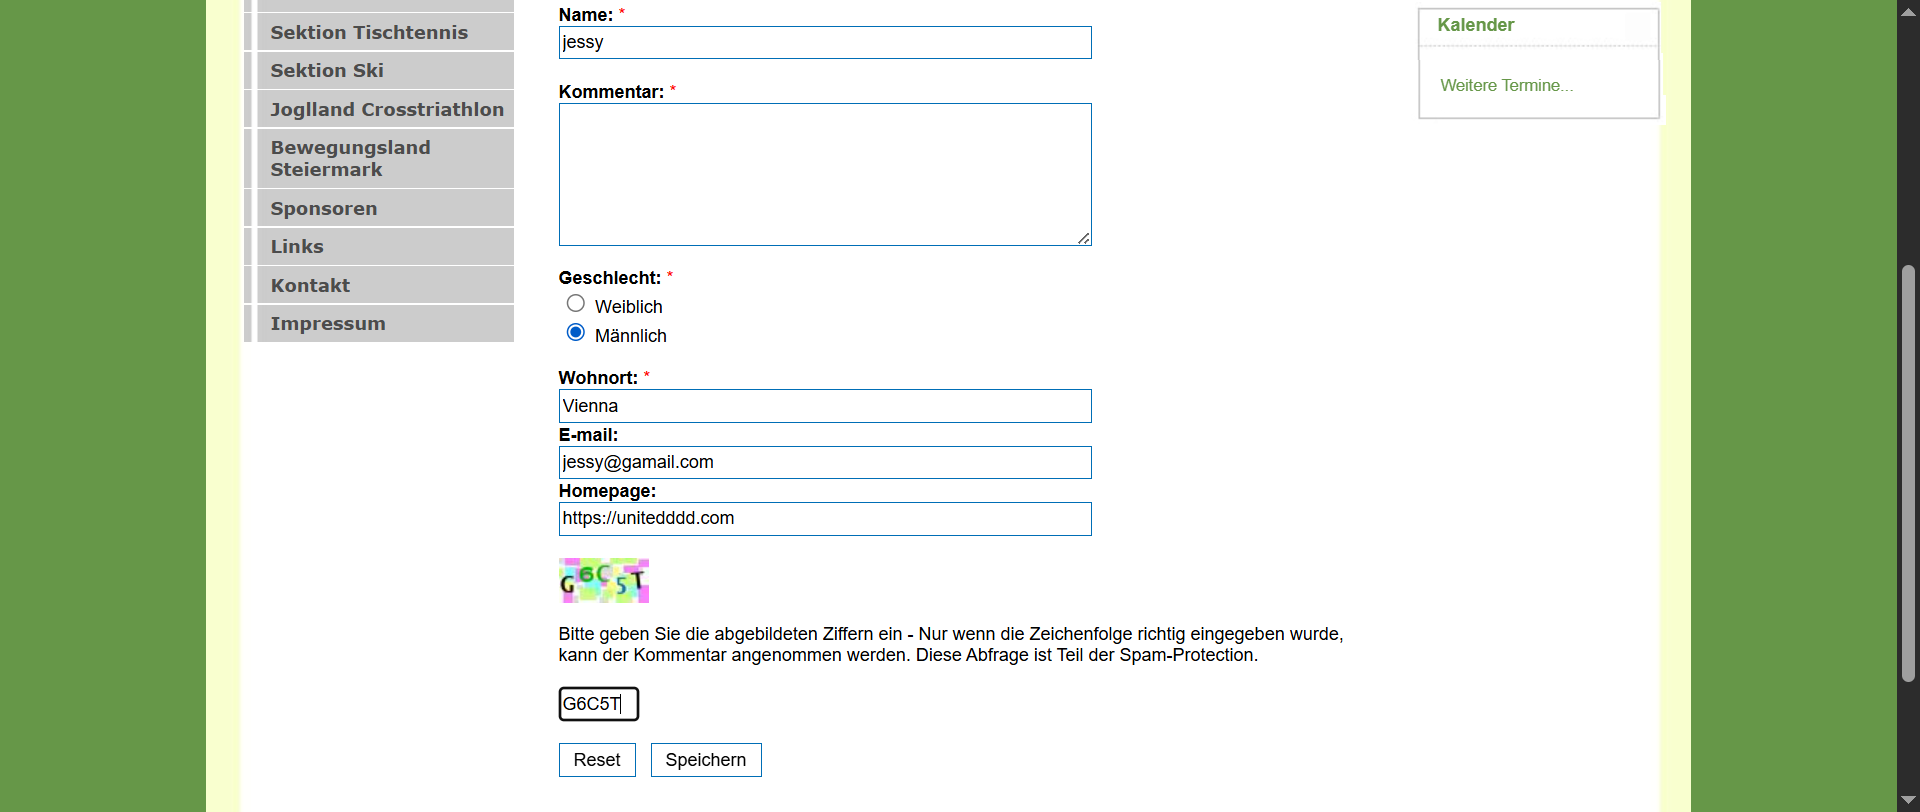 Sektion Tischtennis
Sektion Ski
Joglland Crosstriathlon
Bewegungsland
Steiermark
Sponsoren
Links
Kontakt
Impressum
Name: *
jessy
Kommentar: *
Geschlecht: *
Weiblich
Männlich
Wohnort: *
Vienna
E-mail:
jessy@gamail.com
Homepage:
https://unitedddd.com
G6C5T
Bitte geben Sie die abgebildeten Ziffern ein - Nur wenn die Zeichenfolge richtig eingegeben wurde,
kann der Kommentar angenommen werden. Diese Abfrage ist Teil der Spam-Protection.
G6C5T
Reset Speichern
Kalender
Weitere Termine...